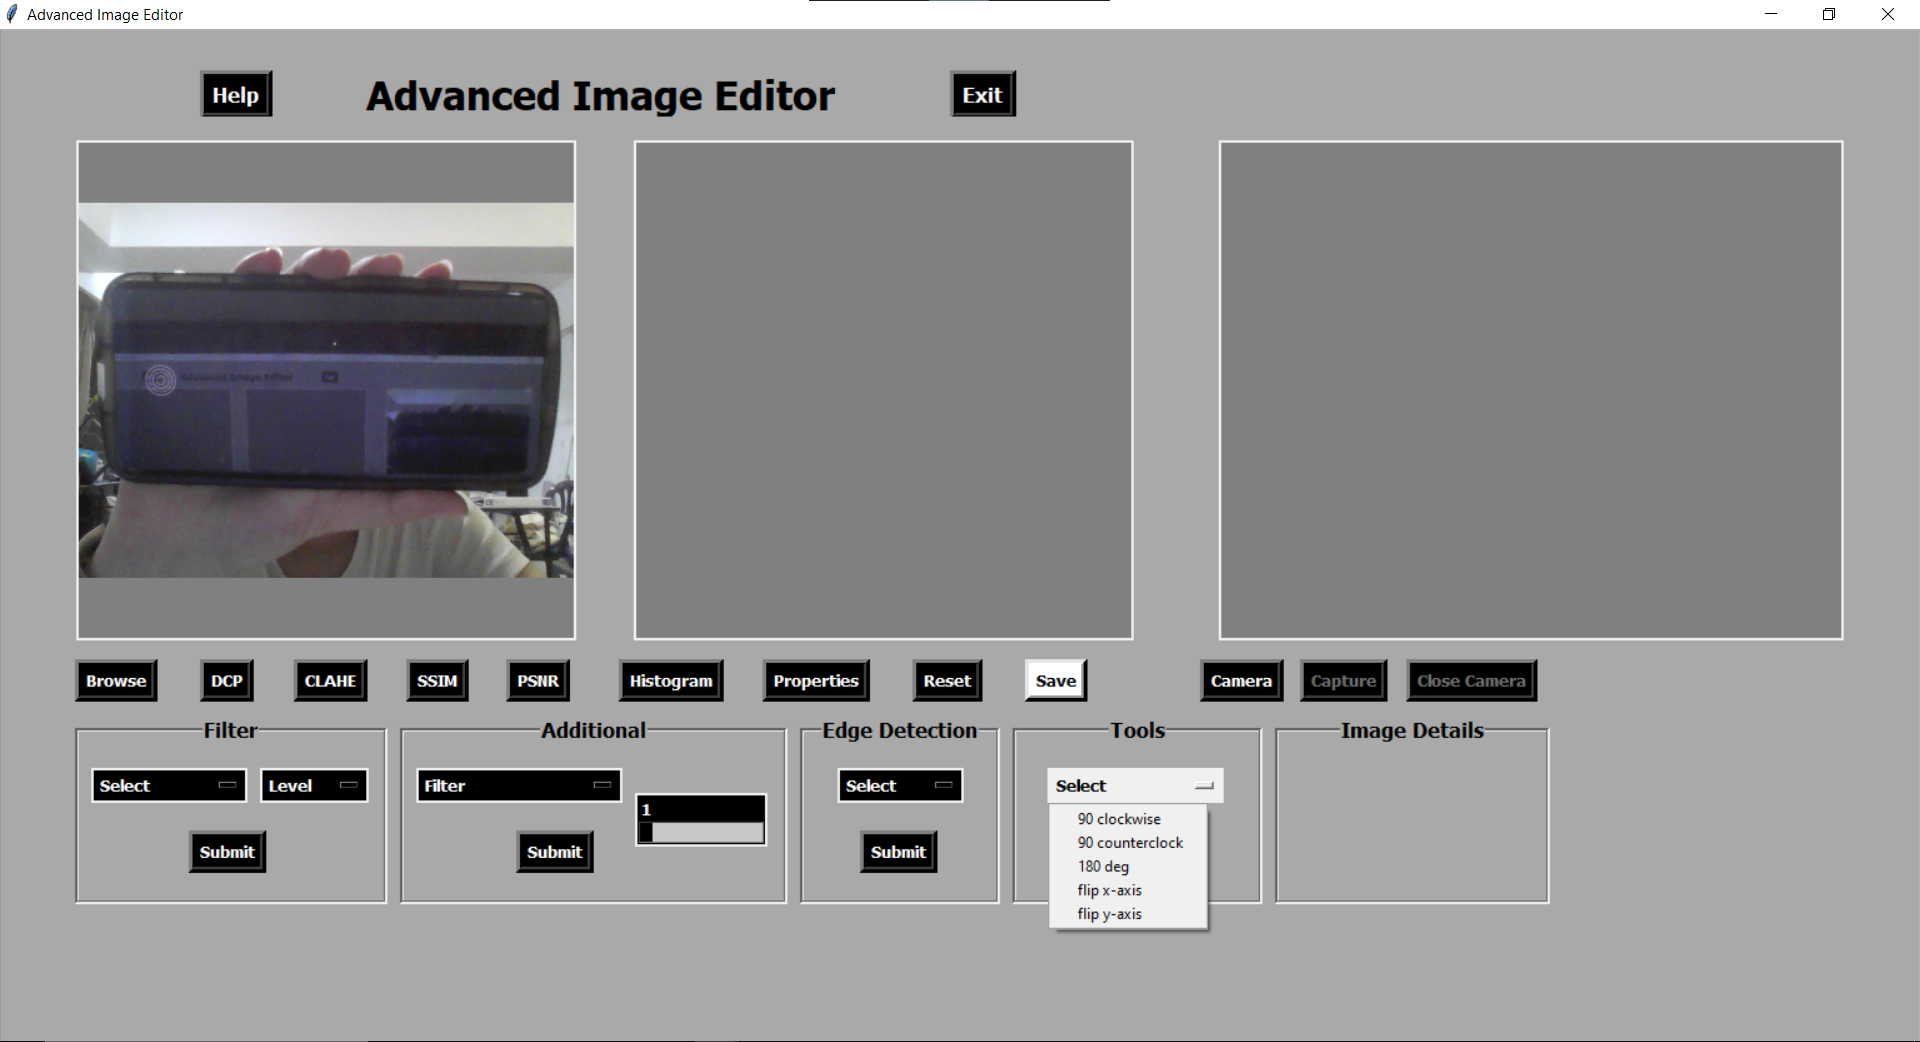 Advanced Image Editor
Help
Advanced Image Editor
Exit
Advanced Image Editor
Browse
DCP
CLAHE
SSIM
PSNR
Histogram
Properties
Reset
Save
Camera
Capture
Close Camera
Filter
Select
Level
Submit
Additional
Filter
1
Submit
Edge Detection
Select
Submit
Tools
Select
90 clockwise
90 counterclock
180 deg
flip x-axis
flip y-axis
Image Details